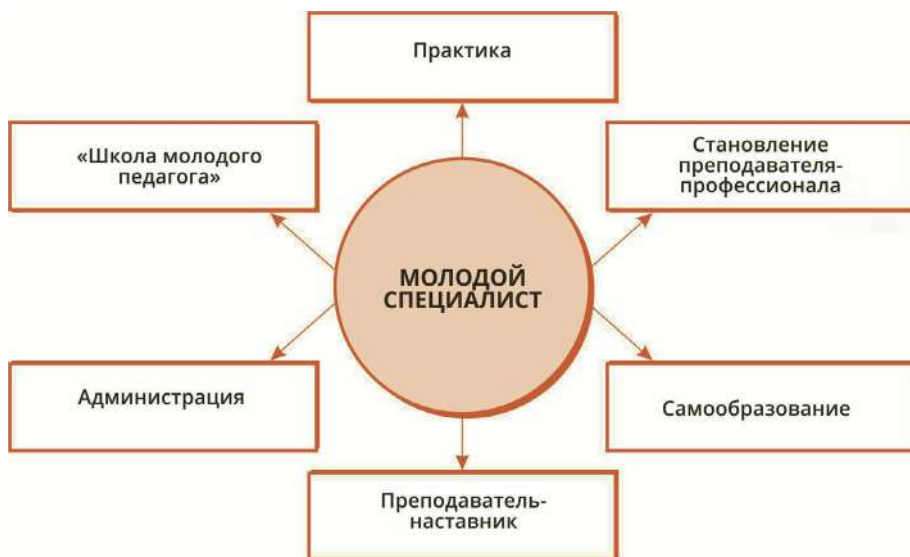 Практика
«Школа молодого
педагога»
Становление
преподавателя-
профессионала
МОЛОДОЙ
СПЕЦИАЛИСТ
Администрация
Самообразование
Преподаватель-
наставник